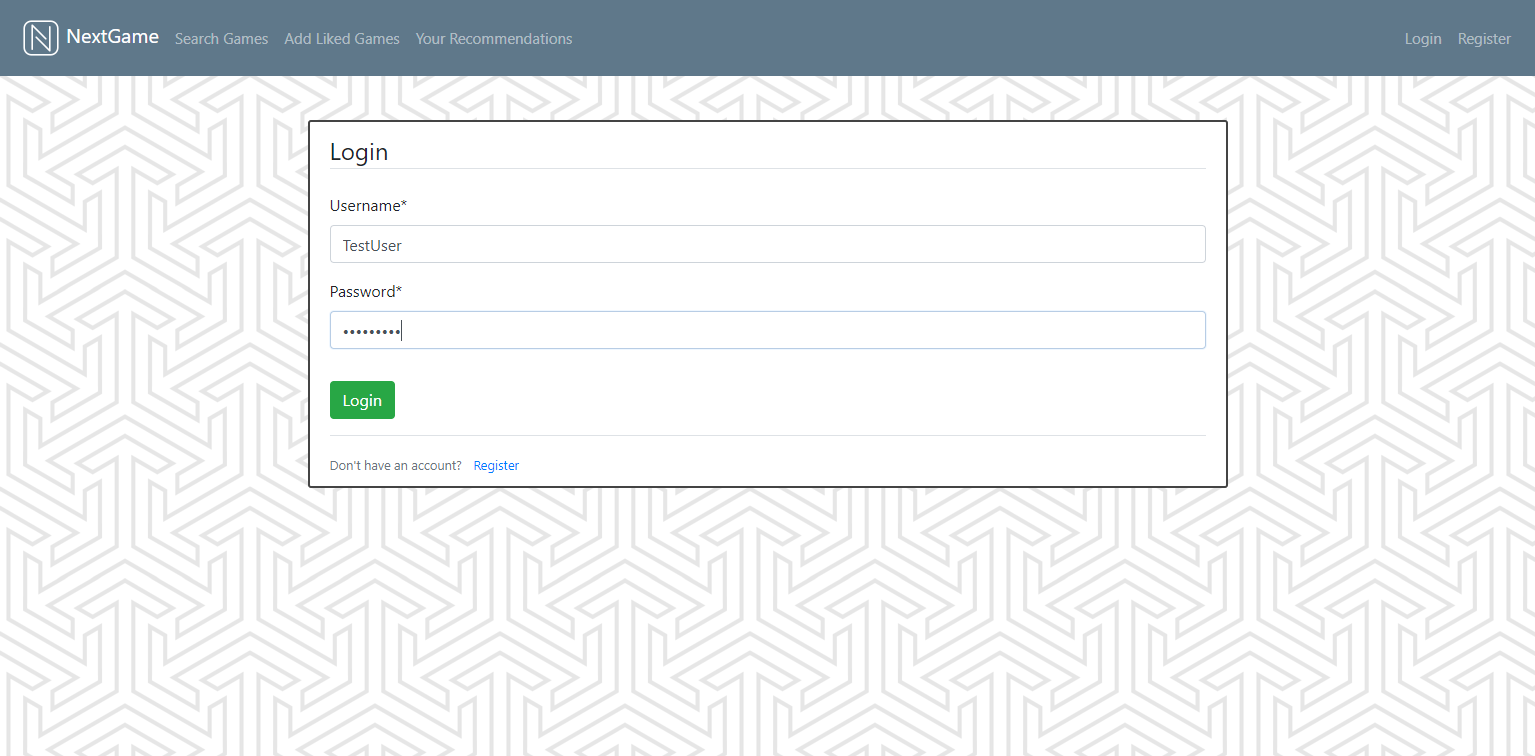 NextGame Search Games Add Liked Games Your Recommendations Login Register
Login
Username*
TestUser
Password*
•••••••••
Login
Don't have an account? Register